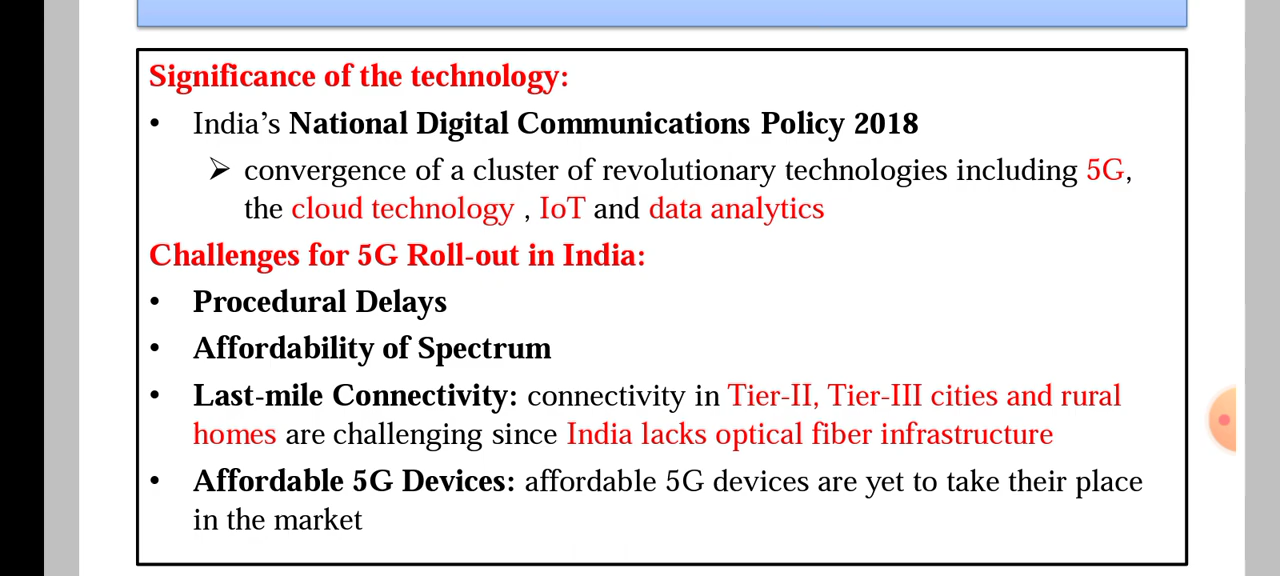 Significance of the technology:
• India’s National Digital Communications Policy 2018
➢ convergence of a cluster of revolutionary technologies including 5G,
the cloud technology , IoT and data analytics
Challenges for 5G Roll-out in India:
• Procedural Delays
• Affordability of Spectrum
• Last-mile Connectivity: connectivity in Tier-II, Tier-III cities and rural
homes are challenging since India lacks optical fiber infrastructure
• Affordable 5G Devices: affordable 5G devices are yet to take their place
in the market